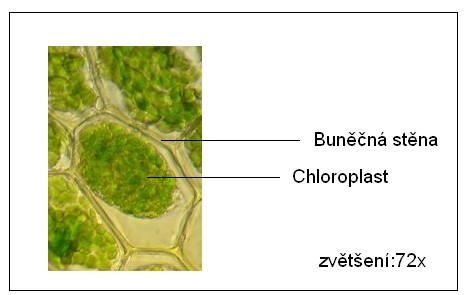 Buněčná stěna
Chloroplast
zvětšení:72x